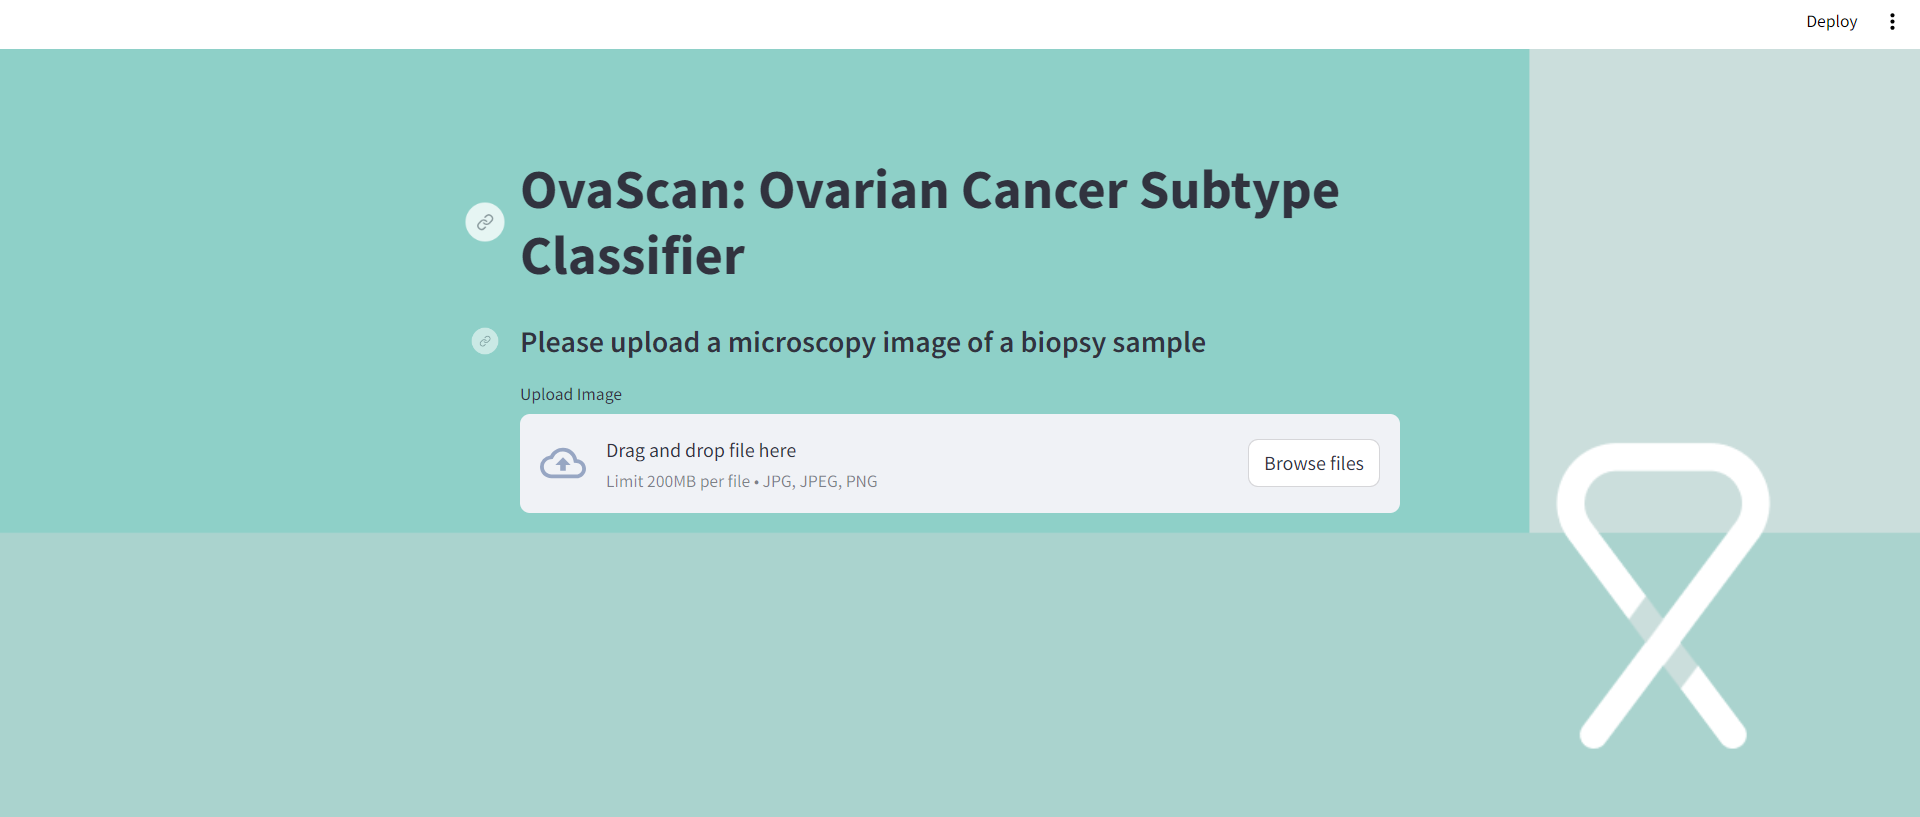 Deploy
OvaScan: Ovarian Cancer Subtype
Classifier
Please upload a microscopy image of a biopsy sample
Upload Image
Drag and drop file here
Limit 200MB per file • JPG, JPEG, PNG
Browse files